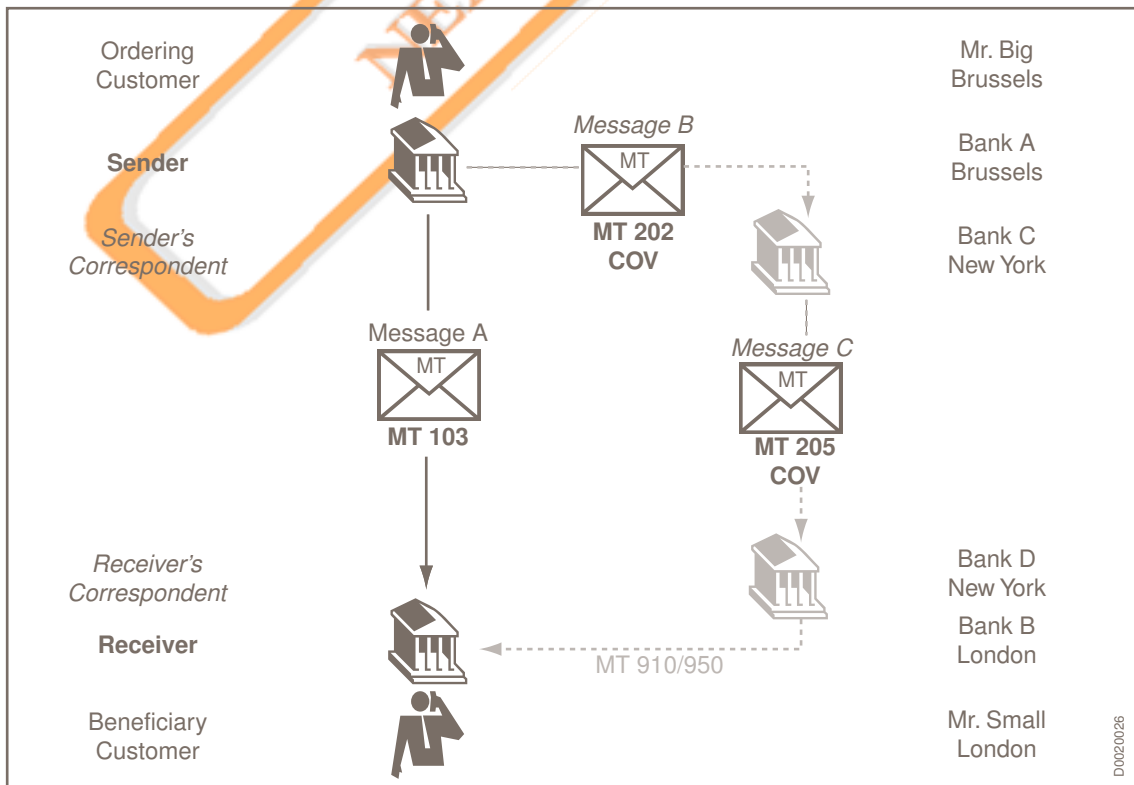 Ordering
Customer
Mr. Big
Brussels
Message B
MT
Sender
Bank A
Brussels
MT 202
COV
Sender's
Correspondent
Bank C
New York
Message A
MT
MT 103
Message C
MT
MT 205
COV
Receiver's
Correspondent
Bank D
New York
Receiver
Bank B
London
MT 910/950
Beneficiary
Customer
Mr. Small
London
D0020026